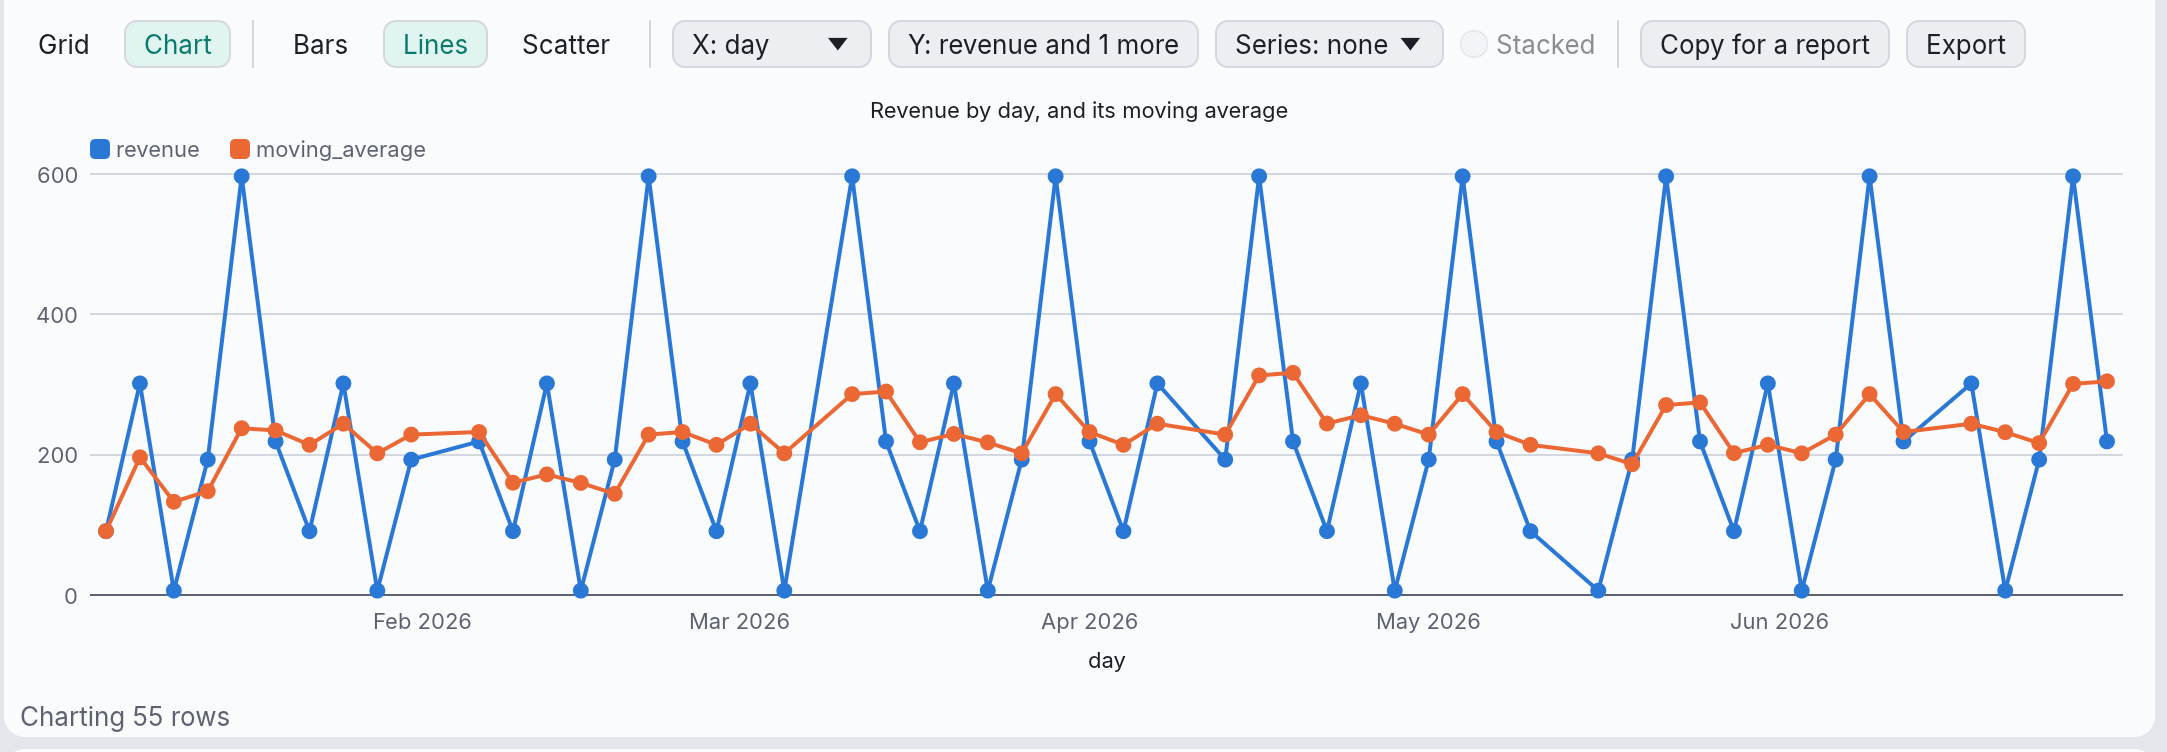 Grid Chart Bars Lines Scatter X: day Y: revenue and 1 more Series: none Stacked Copy for a report Export
Revenue by day, and its moving average
revenue moving_average
600
400
200
0
Feb 2026 Mar 2026 Apr 2026 May 2026 Jun 2026
day
Charting 55 rows